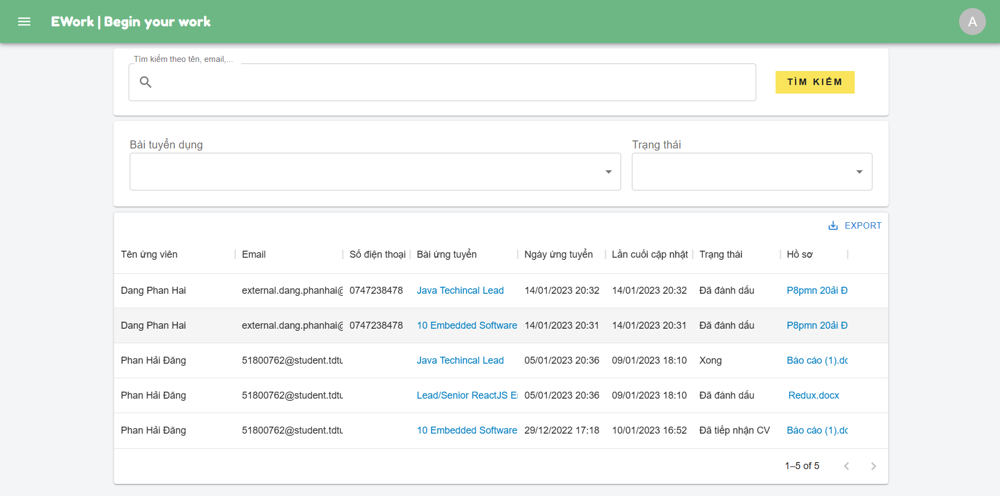 EWork | Begin your work
A
Tìm kiếm theo tên, email,...
TÌM KIẾM
Bài tuyển dụng
Trạng thái
EXPORT
Tên ứng viên Email Số điện thoại Bài ứng tuyển Ngày ứng tuyển Lần cuối cập nhật Trạng thái Hồ sơ
Dang Phan Hai external.dang.phanhai@ 0747238478 Java Techincal Lead 14/01/2023 20:32 14/01/2023 20:32 Đã đánh dấu P8pmn 20ải Đ
Dang Phan Hai external.dang.phanhai@ 0747238478 10 Embedded Software 14/01/2023 20:31 14/01/2023 20:31 Đã đánh dấu P8pmn 20ải Đ
Phan Hải Đăng 51800762@student.tdtu Java Techincal Lead 05/01/2023 20:36 09/01/2023 18:10 Xong Báo cáo (1).dc
Phan Hải Đăng 51800762@student.tdtu Lead/Senior ReactJS E 05/01/2023 20:36 09/01/2023 18:10 Đã đánh dấu Redux.docx
Phan Hải Đăng 51800762@student.tdtu 10 Embedded Software 29/12/2022 17:18 10/01/2023 16:52 Đã tiếp nhận CV Báo cáo (1).dc
1–5 of 5